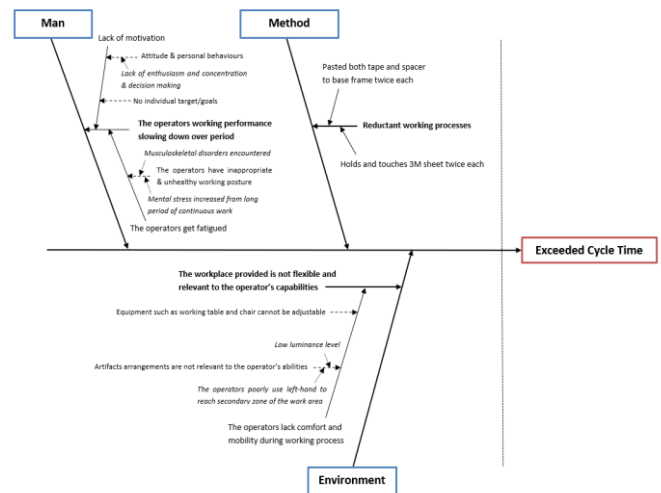 Man
Method
Lack of motivation
Attitude & personal behaviours
Lack of enthusiasm and concentration
& decision making
No individual target/goals
The operators working performance
slowing down over period
Musculoskeletal disorders encountered
The operators have inappropriate
& unhealthy working posture
Mental stress increased from long
period of continuous work
The operators get fatigued
Pasted both tape and spacer
to base frame twice each
Reductant working processes
Holds and touches 3M sheet twice each
Exceeded Cycle Time
The workplace provided is not flexible and
relevant to the operator's capabilities
Equipment such as working table and chair cannot be adjustable
Low luminance level
Artifacts arrangements are not relevant to the operator's abilities
The operators poorly use left-hand to
reach secondary zone of the work area
The operators lack comfort and
mobility during working process
Environment